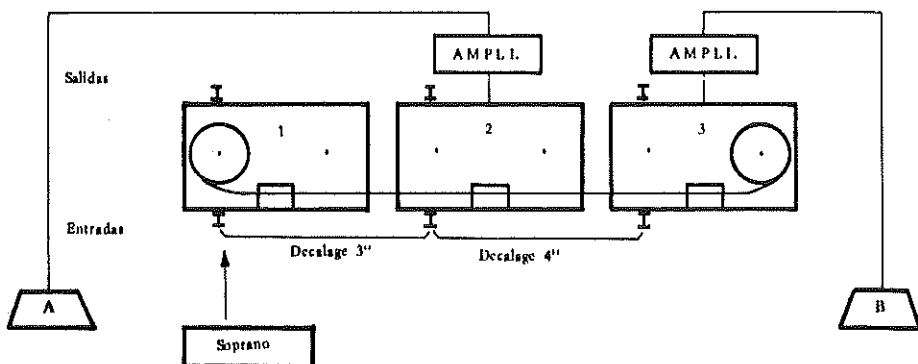 AMPLI.
AMPLI.
Salidas
1
2
3
Entradas
Decalage 3"
Decalage 4"
A
B
Soprano